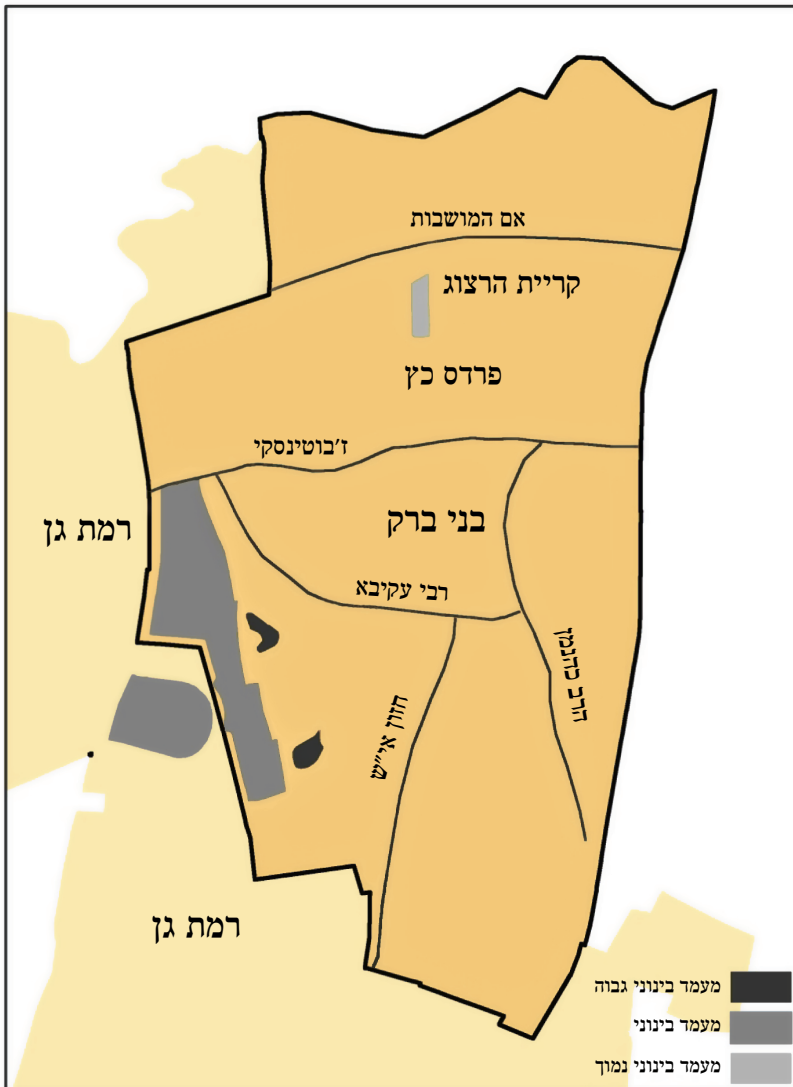 אם המושבות
קריית הרצוג
פרדס כץ
ז'בוטינסקי
בני ברק
רמת גן
רבי עקיבא
הרב כהנמן
חזון אי"ש
רמת גן
מעמד בינוני גבוה
מעמד בינוני
מעמד בינוני נמוך